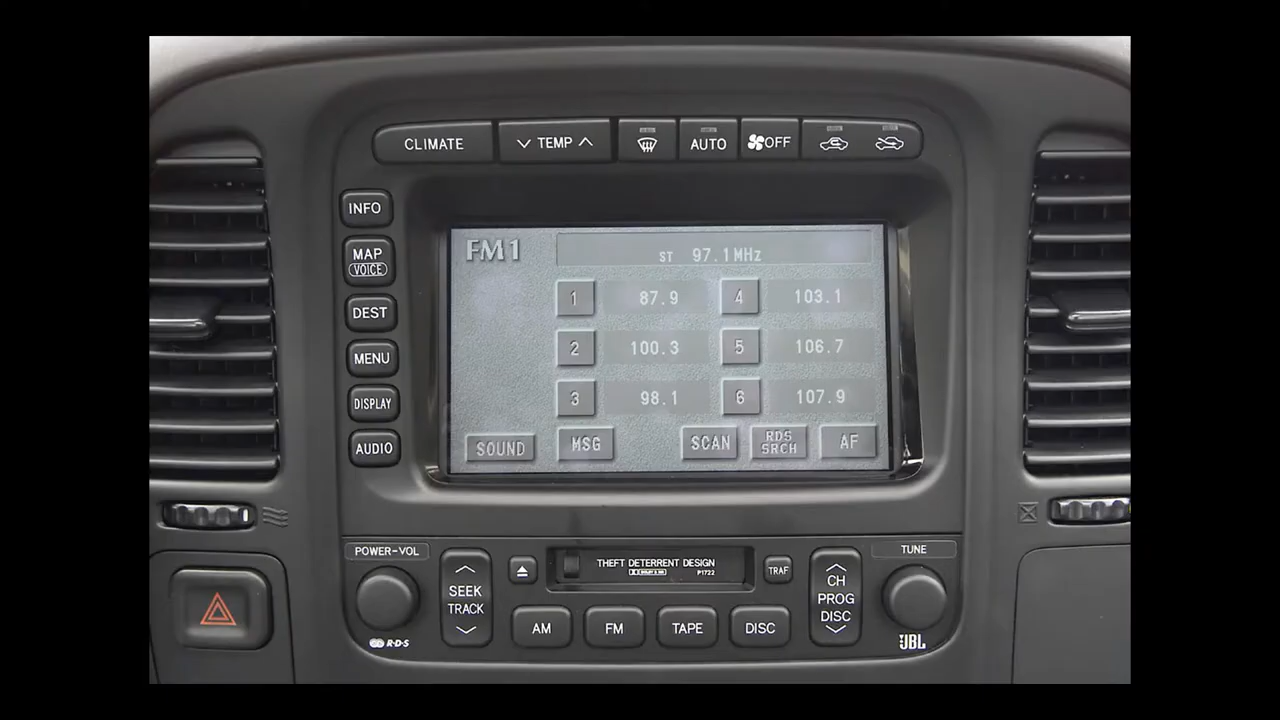 CLIMATE
TEMP
AUTO
OFF
INFO
MAP
VOICE
DEST
MENU
DISPLAY
AUDIO
FM1
ST 97.1MHz
1 87.9 4 103.1
2 100.3 5 106.7
3 98.1 6 107.9
SOUND MSG SCAN RDS SRCH AF
POWER-VOL
TUNE
SEEK
TRACK
THEFT DETERRENT DESIGN
P1722
TRAF
CH
PROG
DISC
AM FM TAPE DISC
R·D·S
JBL